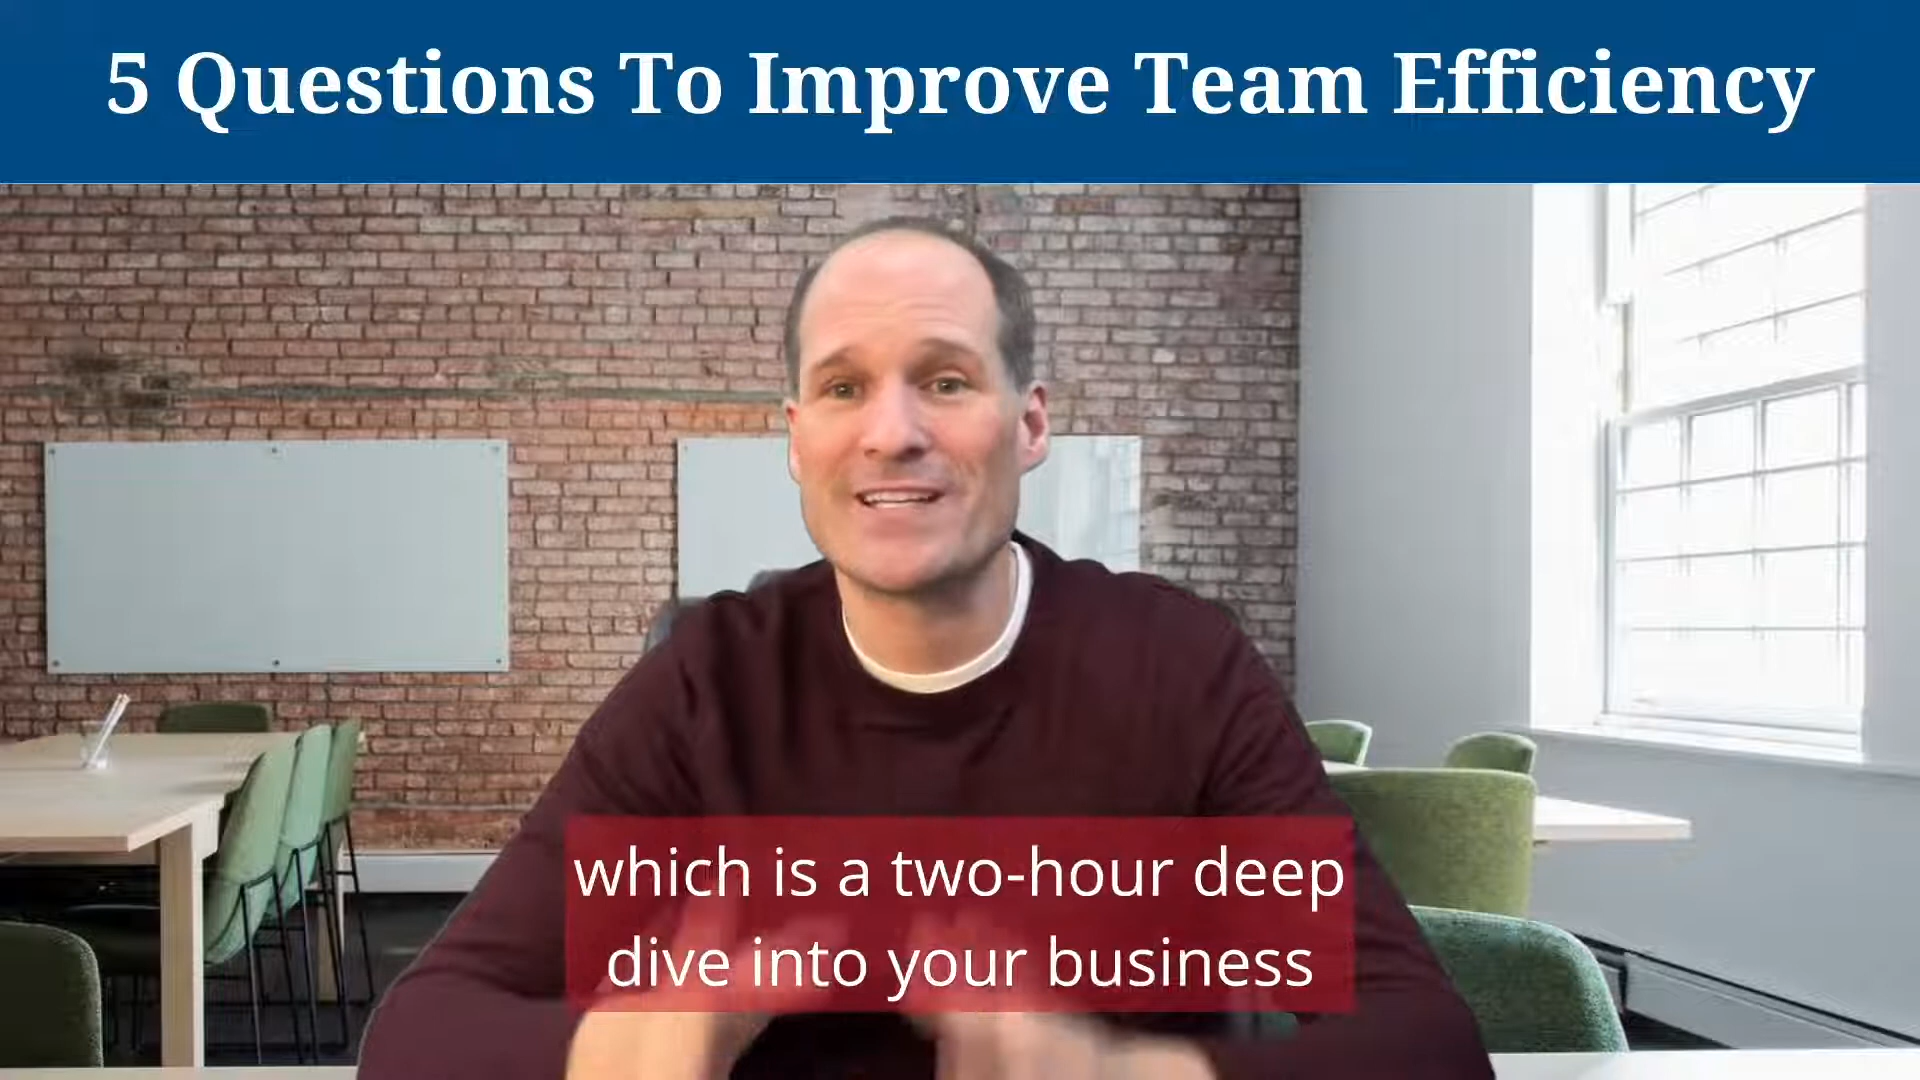 5 Questions To Improve Team Efficiency
which is a two-hour deep
dive into your business